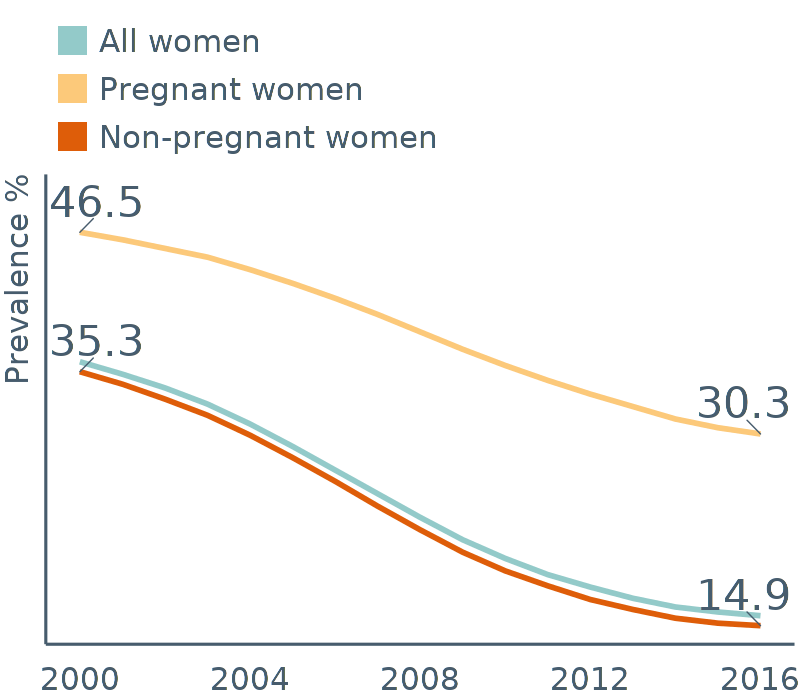 All women
Pregnant women
Non-pregnant women
Prevalence %
46.5
35.3
30.3
14.9
2000 2004 2008 2012 2016